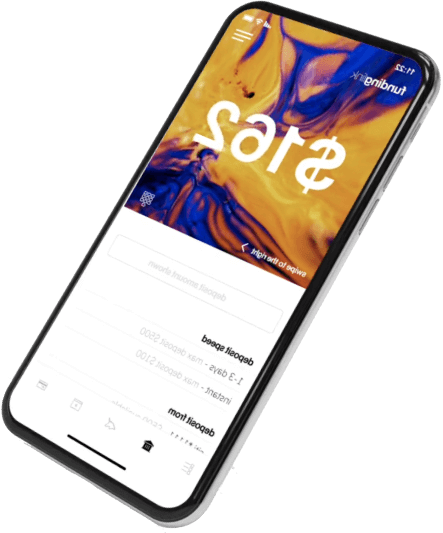 11:22
fundingink
$162
swipe to the right
deposit amount shown
deposit speed
1-3 days - max deposit $500
instant - max deposit $100
deposit from